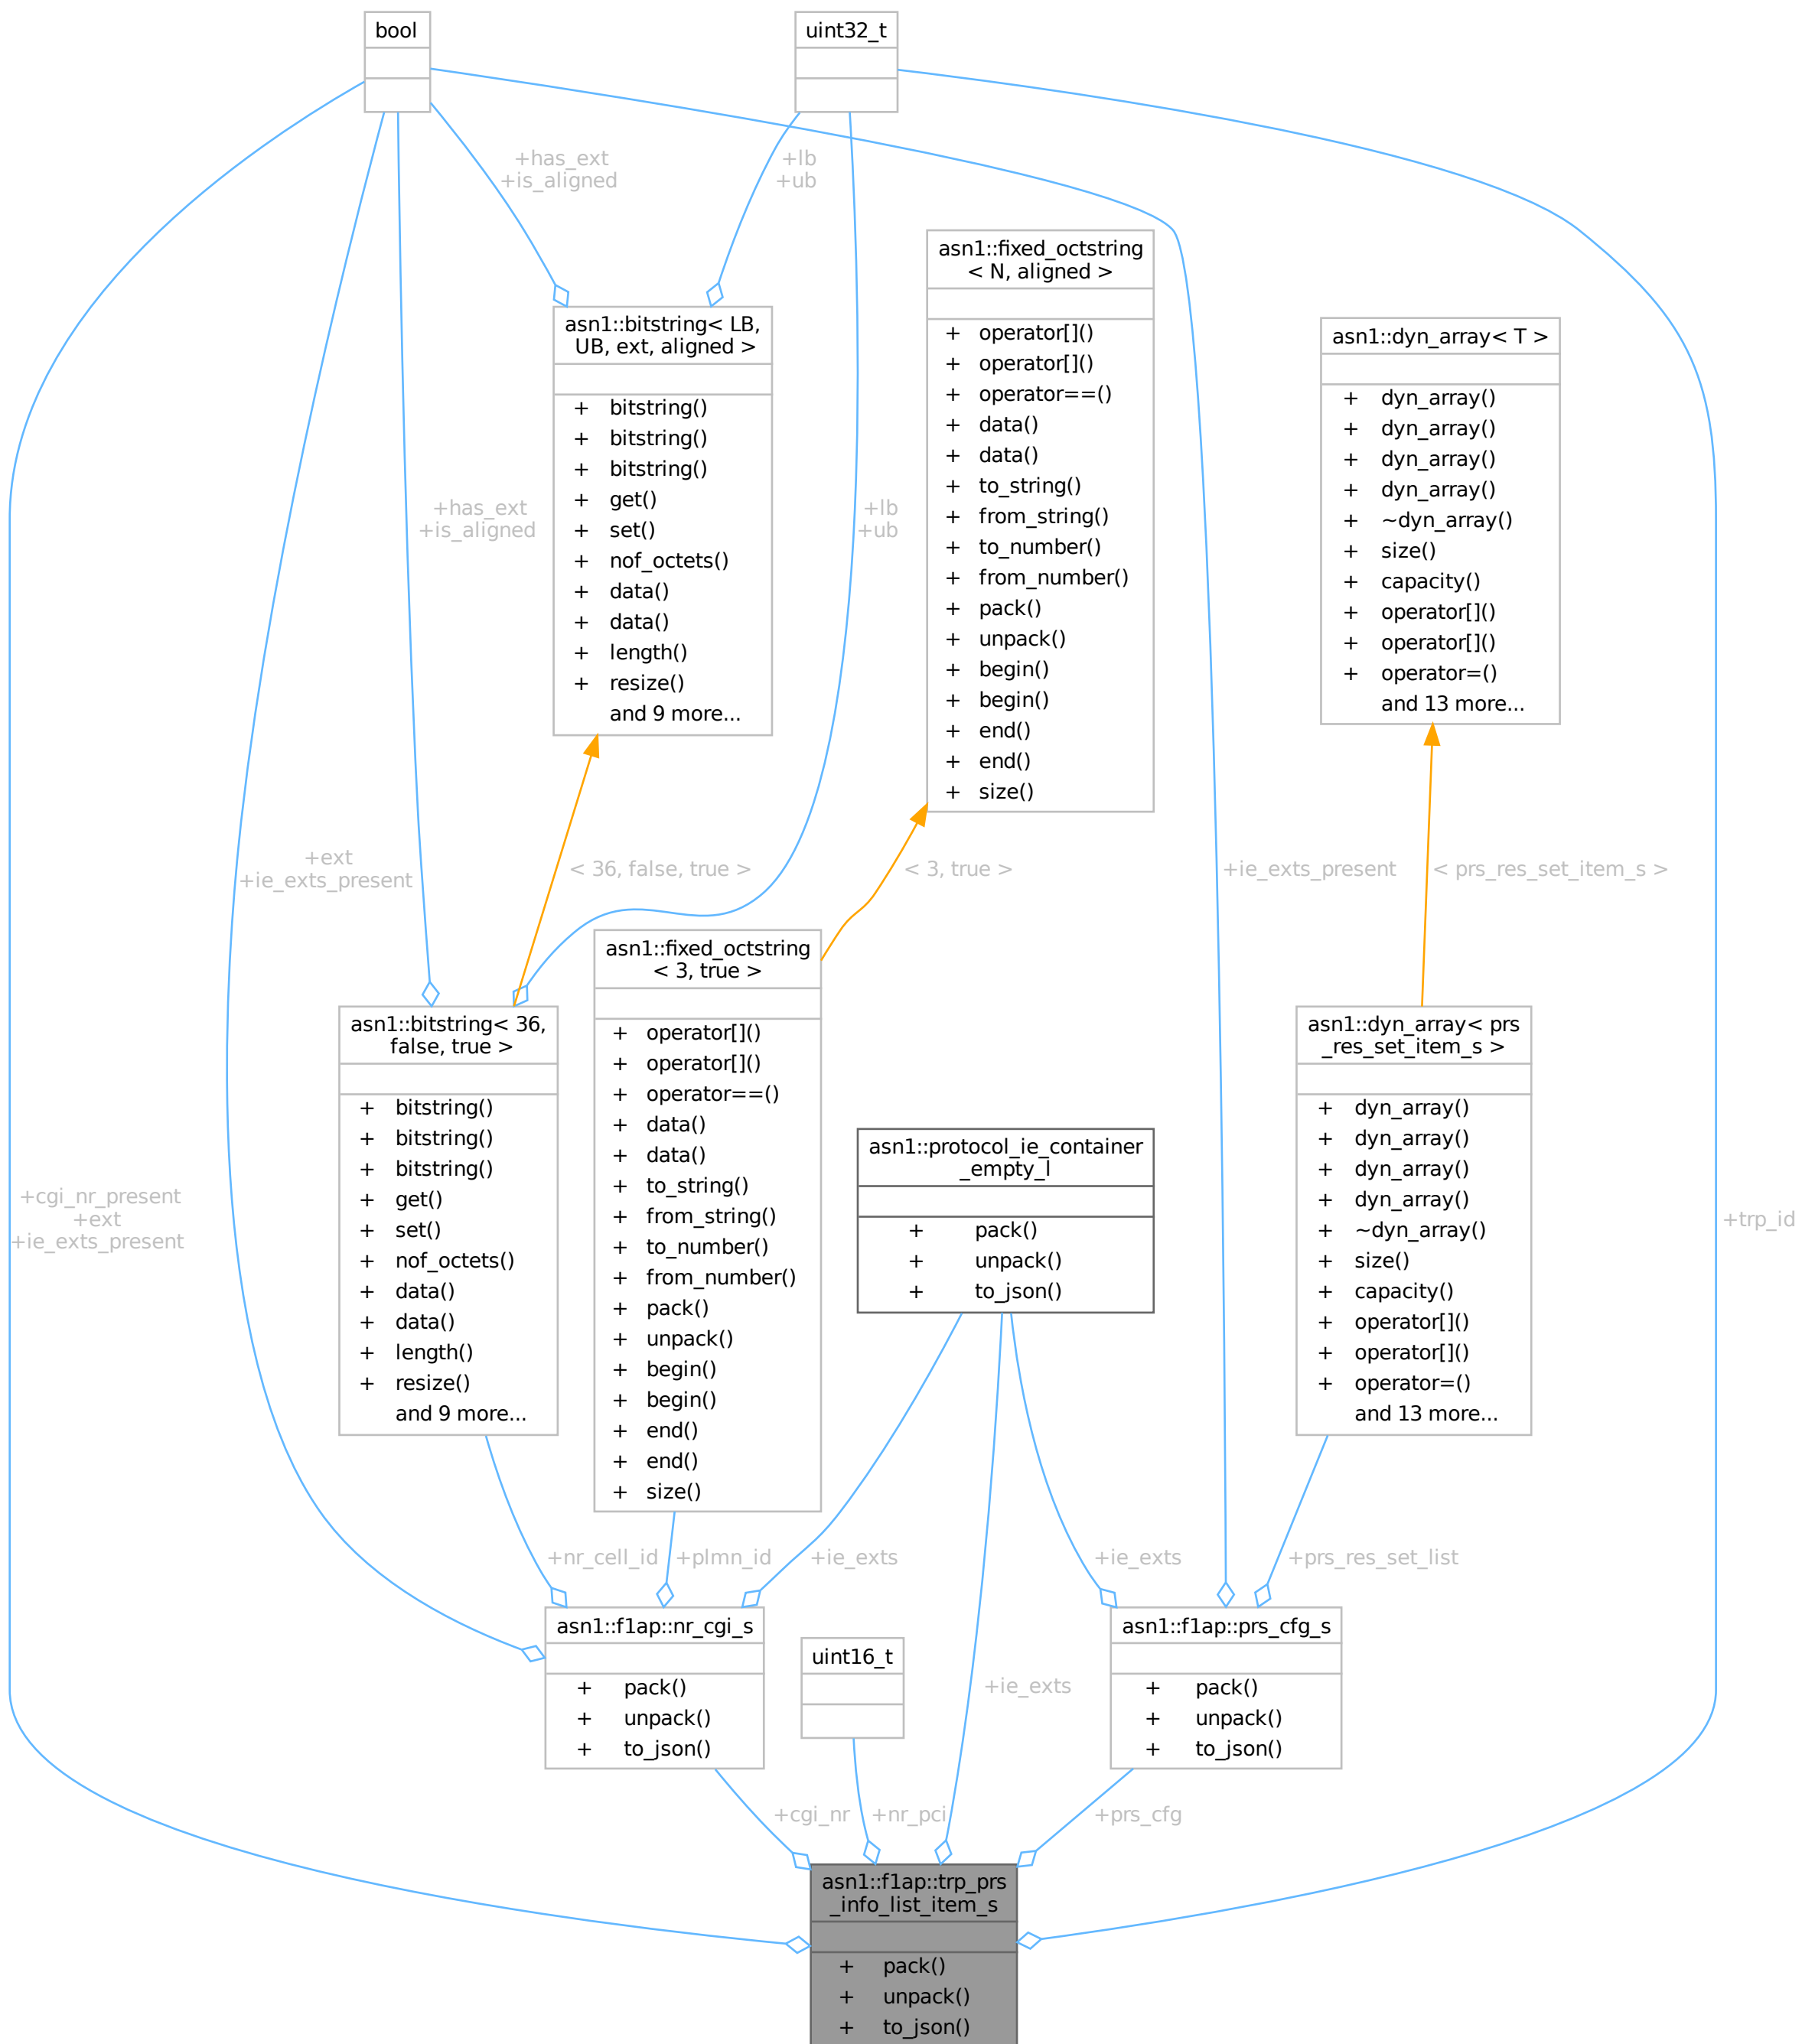 bool
uint32_t
+has_ext
+is_aligned
+lb
+ub
asn1::fixed_octstring
< N, aligned >
+ operator[]()
+ operator[]()
+ operator==()
+ data()
+ data()
+ to_string()
+ from_string()
+ to_number()
+ from_number()
+ pack()
+ unpack()
+ begin()
+ begin()
+ end()
+ end()
+ size()
asn1::bitstring< LB,
UB, ext, aligned >
+ bitstring()
+ bitstring()
+ bitstring()
+ get()
+ set()
+ nof_octets()
+ data()
+ data()
+ length()
+ resize()
and 9 more...
asn1::dyn_array< T >
+ dyn_array()
+ dyn_array()
+ dyn_array()
+ dyn_array()
+ ~dyn_array()
+ size()
+ capacity()
+ operator[]()
+ operator[]()
+ operator=()
and 13 more...
+has_ext
+is_aligned
+lb
+ub
+ext
+ie_exts_present
< 36, false, true >
< 3, true >
+ie_exts_present
< prs_res_set_item_s >
asn1::fixed_octstring
< 3, true >
+ operator[]()
+ operator[]()
+ operator==()
+ data()
+ data()
+ to_string()
+ from_string()
+ to_number()
+ from_number()
+ pack()
+ unpack()
+ begin()
+ begin()
+ end()
+ end()
+ size()
asn1::bitstring< 36,
false, true >
+ bitstring()
+ bitstring()
+ bitstring()
+ get()
+ set()
+ nof_octets()
+ data()
+ data()
+ length()
+ resize()
and 9 more...
asn1::dyn_array< prs
_res_set_item_s >
+ dyn_array()
+ dyn_array()
+ dyn_array()
+ dyn_array()
+ ~dyn_array()
+ size()
+ capacity()
+ operator[]()
+ operator[]()
+ operator=()
and 13 more...
asn1::protocol_ie_container
_empty_l
+ pack()
+ unpack()
+ to_json()
+cgi_nr_present
+ext
+ie_exts_present
+trp_id
+nr_cell_id
+plmn_id
+ie_exts
+ie_exts
+prs_res_set_list
asn1::f1ap::nr_cgi_s
+ pack()
+ unpack()
+ to_json()
uint16_t
+ie_exts
asn1::f1ap::prs_cfg_s
+ pack()
+ unpack()
+ to_json()
+cgi_nr
+nr_pci
+prs_cfg
asn1::f1ap::trp_prs
_info_list_item_s
+ pack()
+ unpack()
+ to_json()